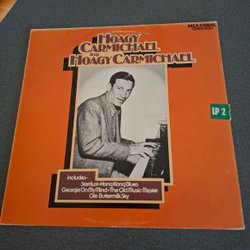 MCA CORAL
HOAGY
CARMICHAEL
Sings
HOAGY CARMICHAEL
LP 2
includes-
Stardust•Hong Kong Blues
Georgia On My Mind•The Old Music Master
Ole Buttermilk Sky